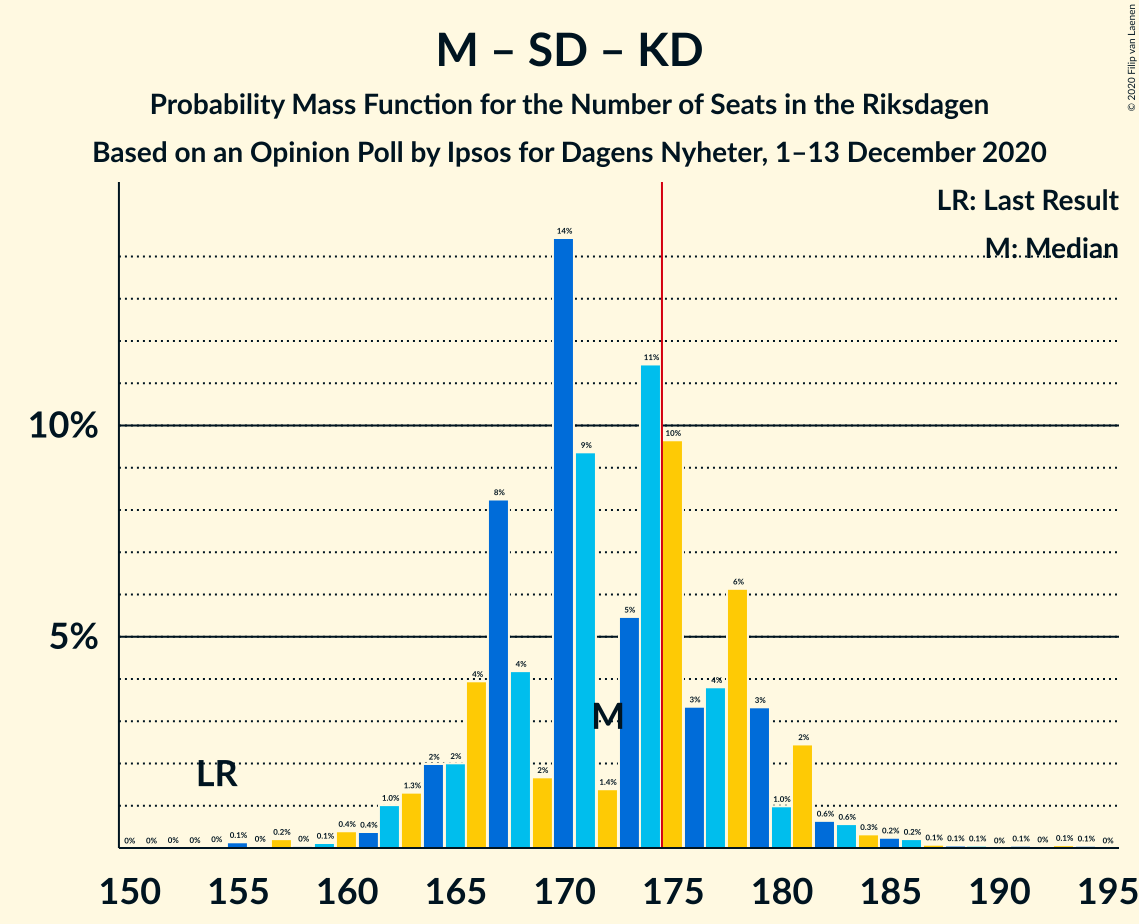 M – SD – KD
Probability Mass Function for the Number of Seats in the Riksdagen
Based on an Opinion Poll by Ipsos for Dagens Nyheter, 1–13 December 2020
© 2020 Filip van Laenen
LR: Last Result
M: Median
10%
5%
0% 0% 0% 0% 0% 0.1% 0% 0.2% 0% 0.1% 0.4% 0.4% 1.0% 1.3% 2% 2% 4% 8% 4% 2% 14% 9% 1.4% 5% 11% 10% 3% 4% 6% 3% 1.0% 2% 0.6% 0.6% 0.3% 0.2% 0.2% 0.1% 0.1% 0.1% 0% 0.1% 0% 0.1% 0.1% 0%
LR
M
150 155 160 165 170 175 180 185 190 195